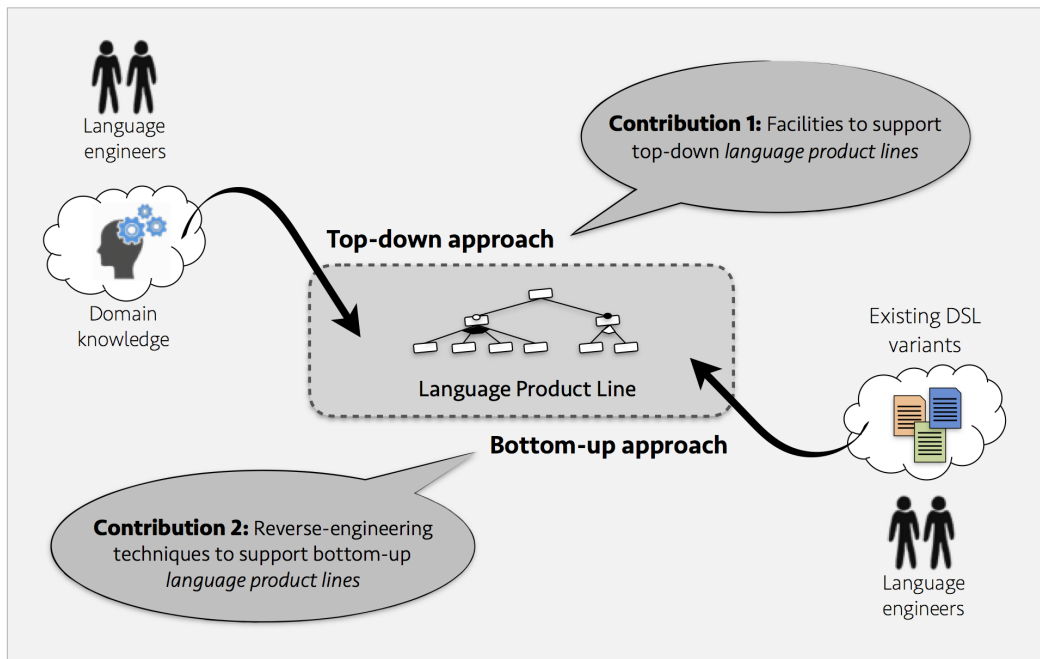 Language
engineers
Contribution 1: Facilities to support
top-down language product lines
Top-down approach
Domain
knowledge
Existing DSL
variants
Language Product Line
Bottom-up approach
Contribution 2: Reverse-engineering
techniques to support bottom-up
language product lines
Language
engineers